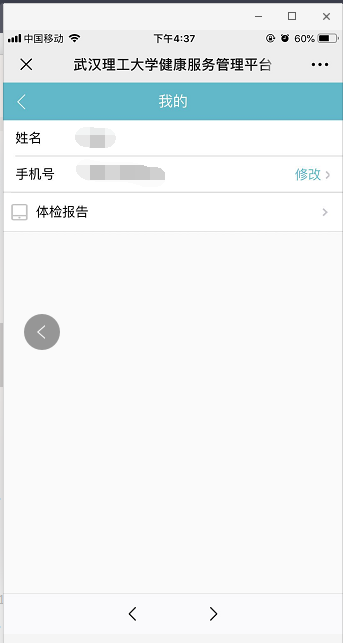 中国移动 下午4:37 60%
武汉理工大学健康服务管理平台
我的
姓名
手机号 修改
体检报告